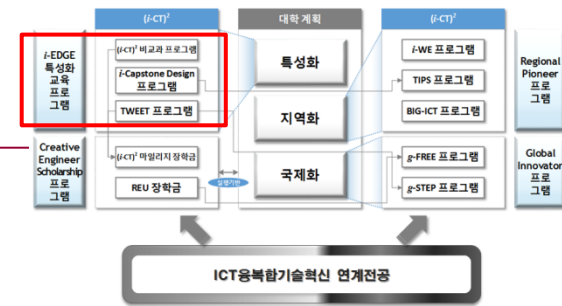 (i-CT)²
대학 계획
(i-CT)²
i-EDGE
특성화
교육
프로
그램
(i-CT)² 비교과 프로그램
i-Capstone Design
프로그램
TWEET 프로그램
특성화
지역화
국제화
i-WE 프로그램
TIPS 프로그램
BIG-ICT 프로그램
Regional
Pioneer
프로
그램
Creative
Engineer
Scholarship
프로
그램
(i-CT)² 마일리지 장학금
REU 장학금
실행기반
g-FREE 프로그램
g-STEP 프로그램
Global
Innovator
프로
그램
ICT융복합기술혁신 연계전공